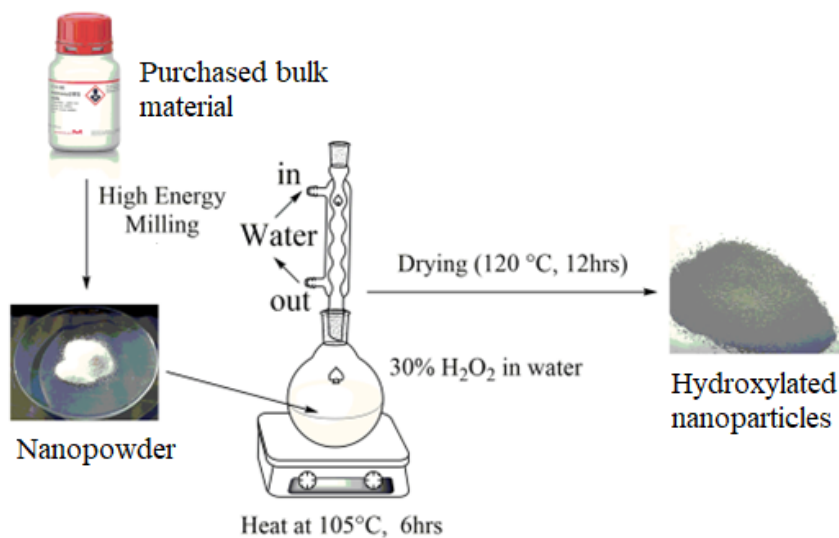 Purchased bulk
material
High Energy
Milling
in
Water
out
Drying (120 °C, 12hrs)
30% H₂O₂ in water
Nanopowder
Heat at 105°C, 6hrs
Hydroxylated
nanoparticles